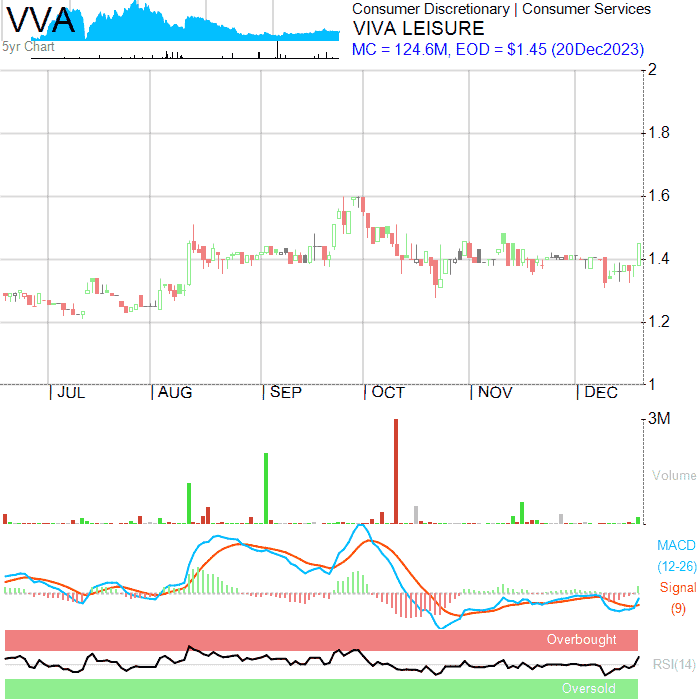 VVA
Consumer Discretionary | Consumer Services
VIVA LEISURE
MC = 124.6M, EOD = $1.45 (20Dec2023)
5yr Chart
2
1.8
1.6
1.4
1.2
1
JUL AUG SEP OCT NOV DEC
3M
Volume
MACD
(12-26)
Signal
(9)
Overbought
RSI(14)
Oversold